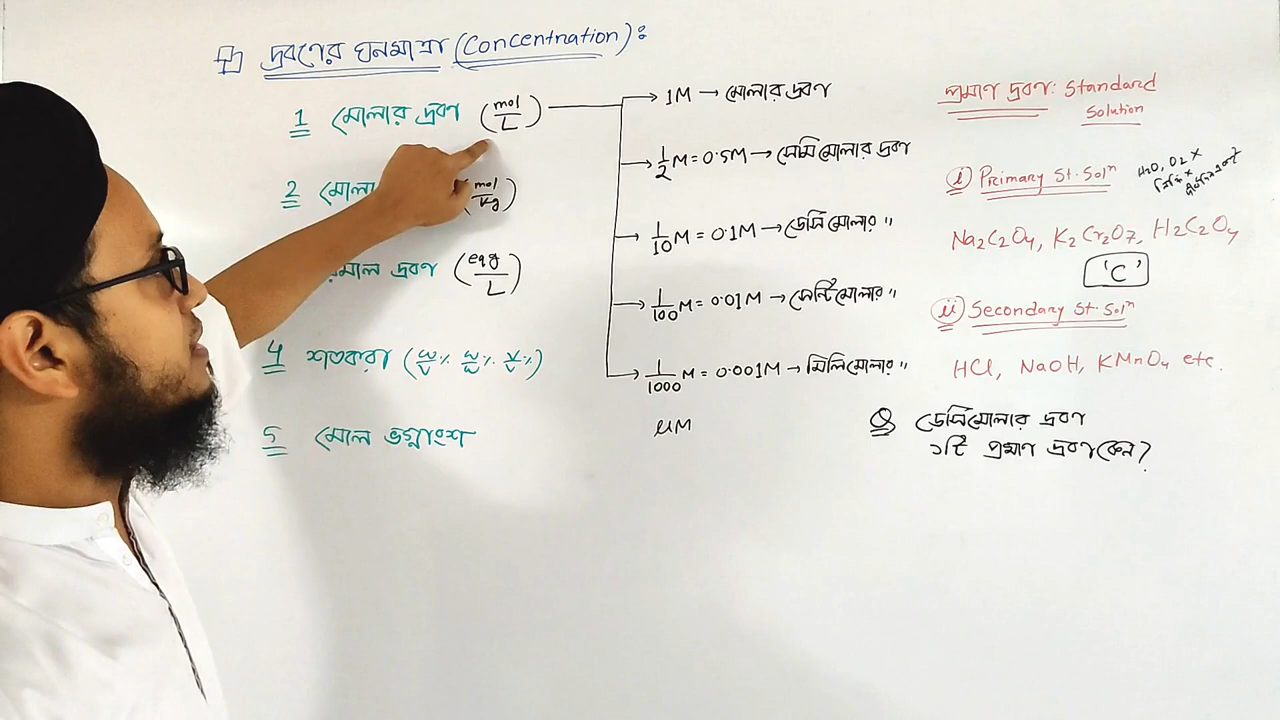 দ্রবণের ঘনমাত্রা (Concentration):
1 মোলার দ্রবণ (mol/L)
2 মোলা (mol/kg)
মাল দ্রবণ (eqg/L)
4 শতকরা (w/v% w/w% v/v%)
5 মোল ভগ্নাংশ
1M → মোলার দ্রবণ
1/2 M = 0.5M → সেমিমোলার দ্রবণ
1/10 M = 0.1M → ডেসিমোলার "
1/100 M = 0.01M → সেন্টিমোলার "
1/1000 M = 0.001M → মিলিমোলার "
μM
প্রমাণ দ্রবণ: Standard
Solution
i Primary St. Solⁿ
H2O, O2 X
Na2C2O4, K2Cr2O7, H2C2O4
'C'
ii Secondary St. Solⁿ
HCl, NaOH, KMnO4 etc.
Q ডেসিমোলার দ্রবণ
১টি প্রমাণ দ্রবণ কেন?